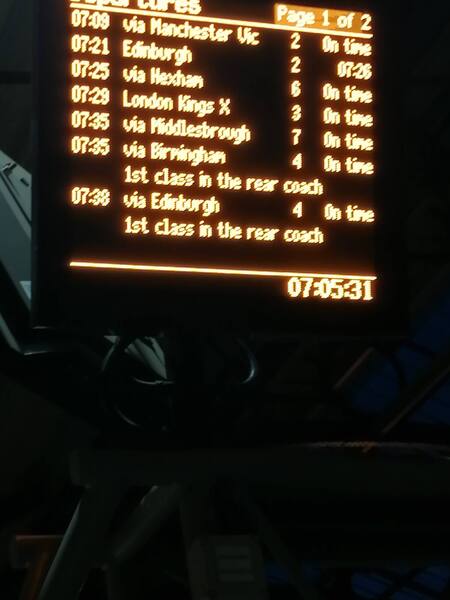 Departures Page 1 of 2
07:09 via Manchester Vic 2 On time
07:21 Edinburgh 2 07:26
07:25 via Hexham 6 On time
07:29 London Kings X 3 On time
07:35 via Middlesbrough 7 On time
07:35 via Birmingham 4 On time
1st class in the rear coach
07:38 via Edinburgh 4 On time
1st class in the rear coach
07:05:31